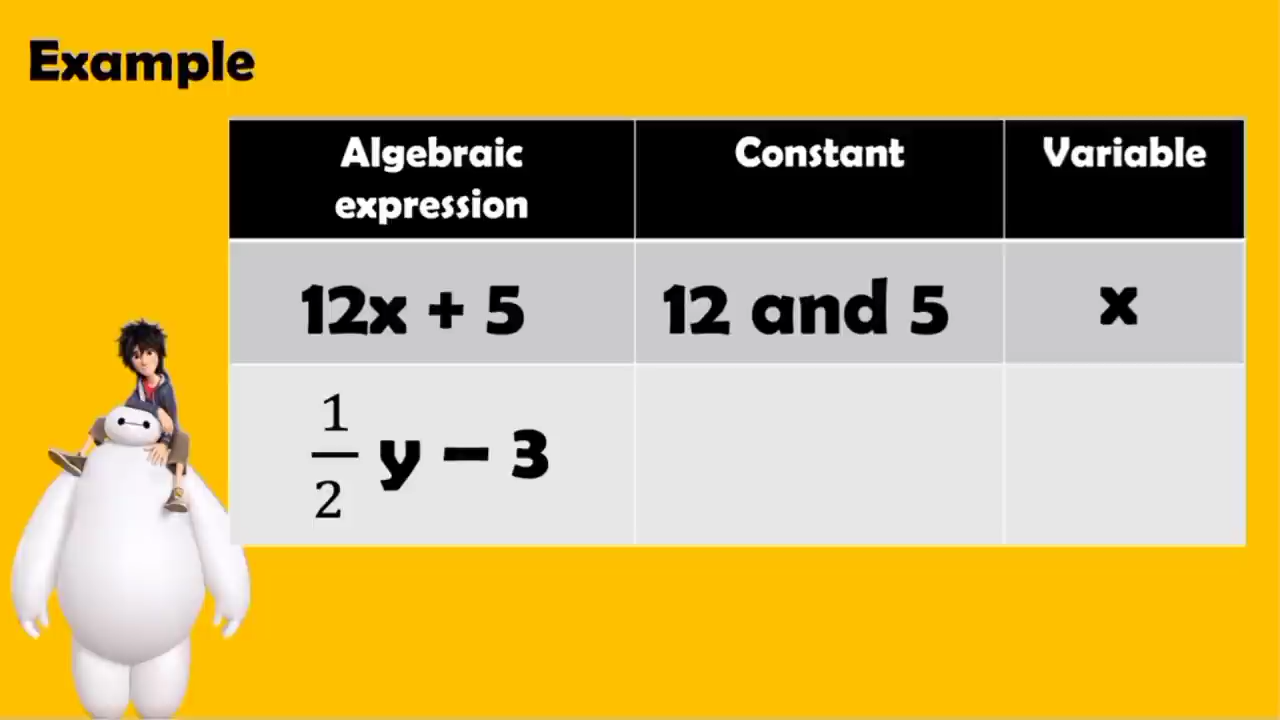 Example
Algebraic Constant Variable
expression
12x + 5 12 and 5 x
1/2 y – 3